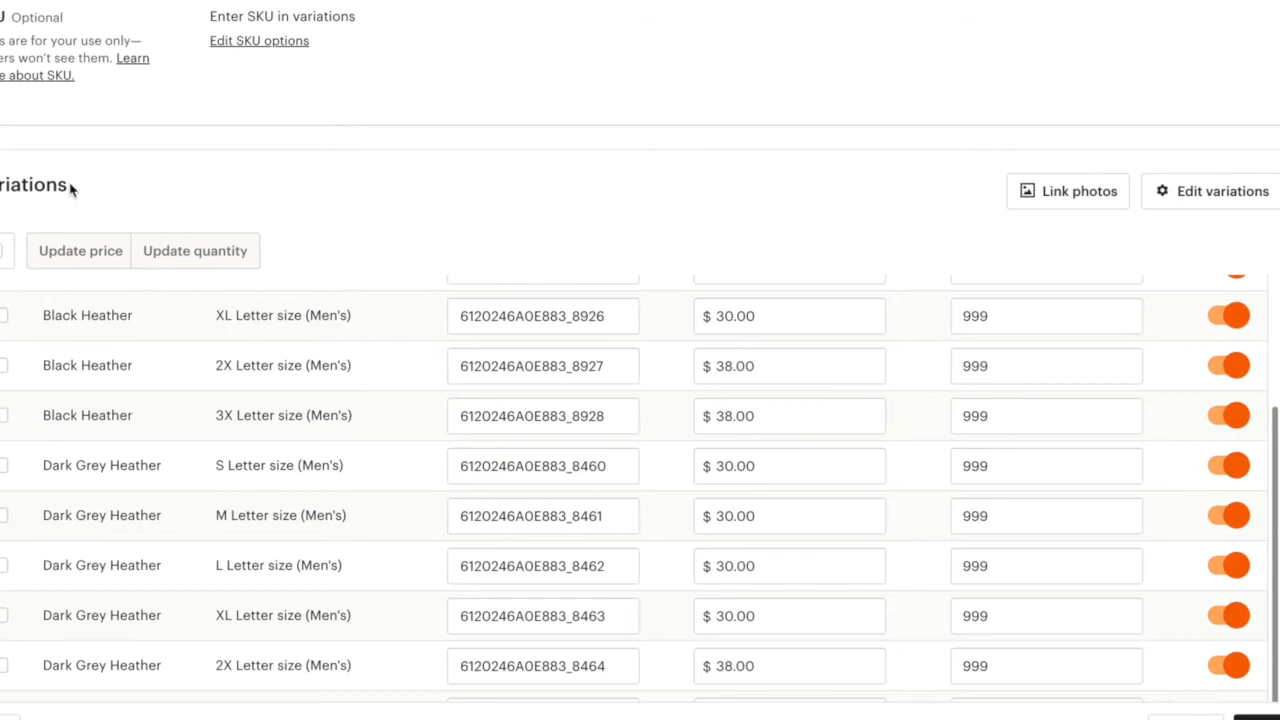 U Optional
Enter SKU in variations
s are for your use only—
ers won't see them. Learn
e about SKU.
Edit SKU options
riations
Link photos
Edit variations
Update price
Update quantity
Black Heather XL Letter size (Men's) 6120246A0E883_8926 $ 30.00 999
Black Heather 2X Letter size (Men's) 6120246A0E883_8927 $ 38.00 999
Black Heather 3X Letter size (Men's) 6120246A0E883_8928 $ 38.00 999
Dark Grey Heather S Letter size (Men's) 6120246A0E883_8460 $ 30.00 999
Dark Grey Heather M Letter size (Men's) 6120246A0E883_8461 $ 30.00 999
Dark Grey Heather L Letter size (Men's) 6120246A0E883_8462 $ 30.00 999
Dark Grey Heather XL Letter size (Men's) 6120246A0E883_8463 $ 30.00 999
Dark Grey Heather 2X Letter size (Men's) 6120246A0E883_8464 $ 38.00 999